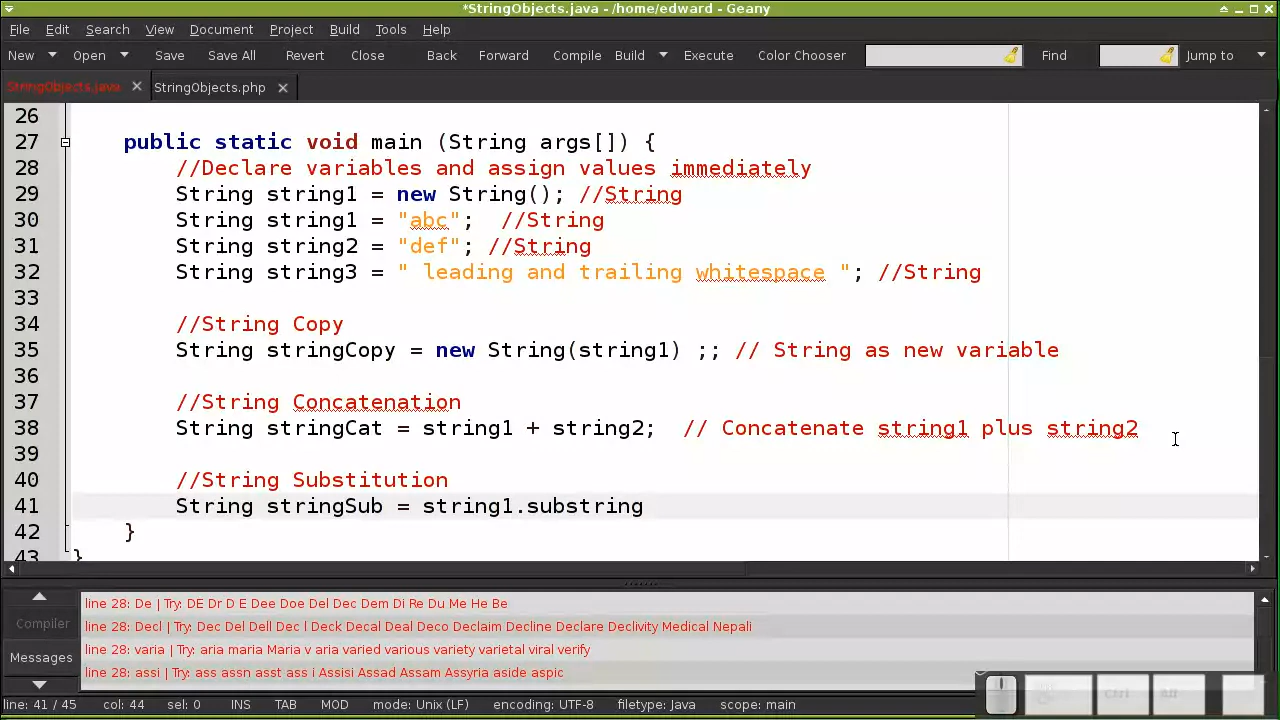 *StringObjects.java - /home/edward - Geany
File Edit Search View Document Project Build Tools Help
New Open Save Save All Revert Close Back Forward Compile Build Execute Color Chooser Find Jump to
StringObjects.java StringObjects.php
26
27 public static void main (String args[]) {
28 //Declare variables and assign values immediately
29 String string1 = new String(); //String
30 String string1 = "abc"; //String
31 String string2 = "def"; //String
32 String string3 = " leading and trailing whitespace "; //String
33
34 //String Copy
35 String stringCopy = new String(string1) ;; // String as new variable
36
37 //String Concatenation
38 String stringCat = string1 + string2; // Concatenate string1 plus string2
39
40 //String Substitution
41 String stringSub = string1.substring
42 }
43 }
line 28: De | Try: DE Dr D E Dee Doe Del Dec Dem Di Re Du Me He Be
Compiler
line 28: Decl | Try: Dec Del Dell Dec l Deck Decal Deal Deco Declaim Decline Declare Declivity Medical Nepali
line 28: varia | Try: aria maria Maria v aria varied various variety varietal viral verify
Messages
line 28: assi | Try: ass assn asst ass i Assisi Assad Assam Assyria aside aspic
line: 41 / 45 col: 44 sel: 0 INS TAB MOD mode: Unix (LF) encoding: UTF-8 filetype: Java scope: main
Ctrl Alt